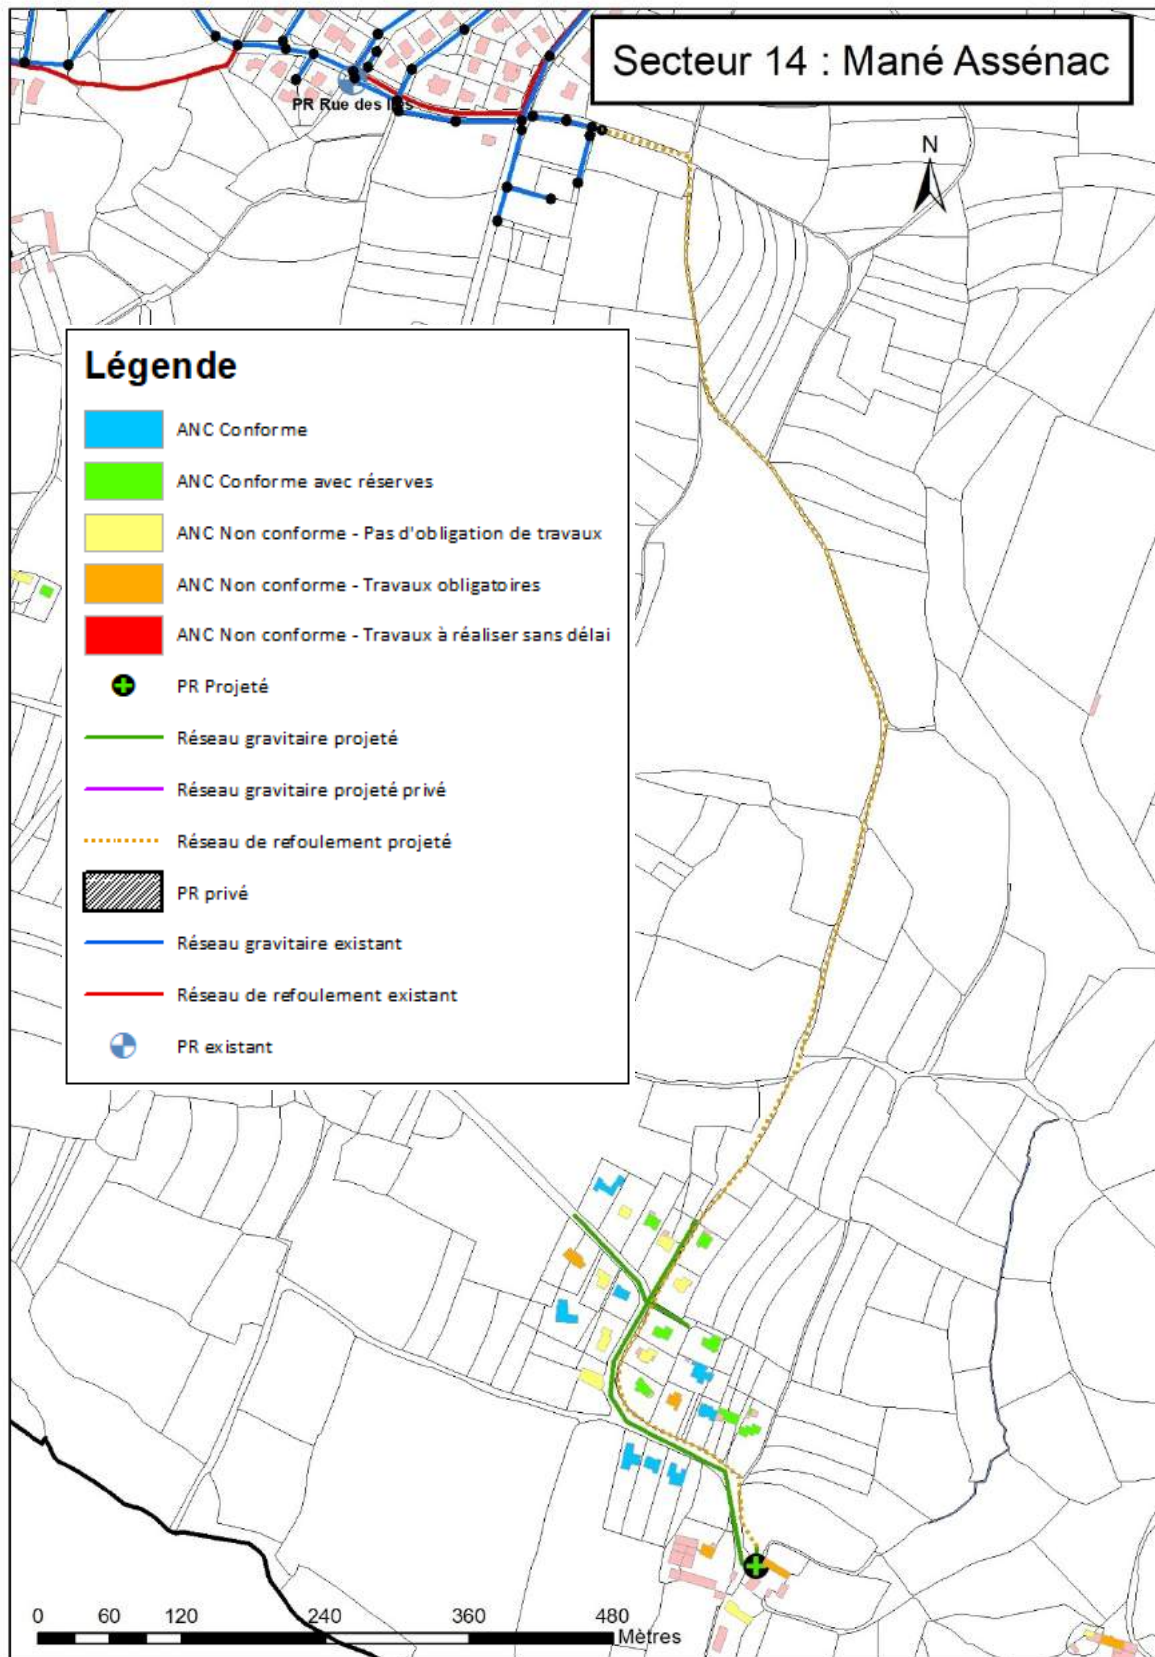 Secteur 14 : Mané Assénac
PR Rue des Iles
N
Légende
ANC Conforme
ANC Conforme avec réserves
ANC Non conforme - Pas d'obligation de travaux
ANC Non conforme - Travaux obligatoires
ANC Non conforme - Travaux à réaliser sans délai
PR Projeté
Réseau gravitaire projeté
Réseau gravitaire projeté privé
Réseau de refoulement projeté
PR privé
Réseau gravitaire existant
Réseau de refoulement existant
PR existant
0 60 120 240 360 480
Mètres